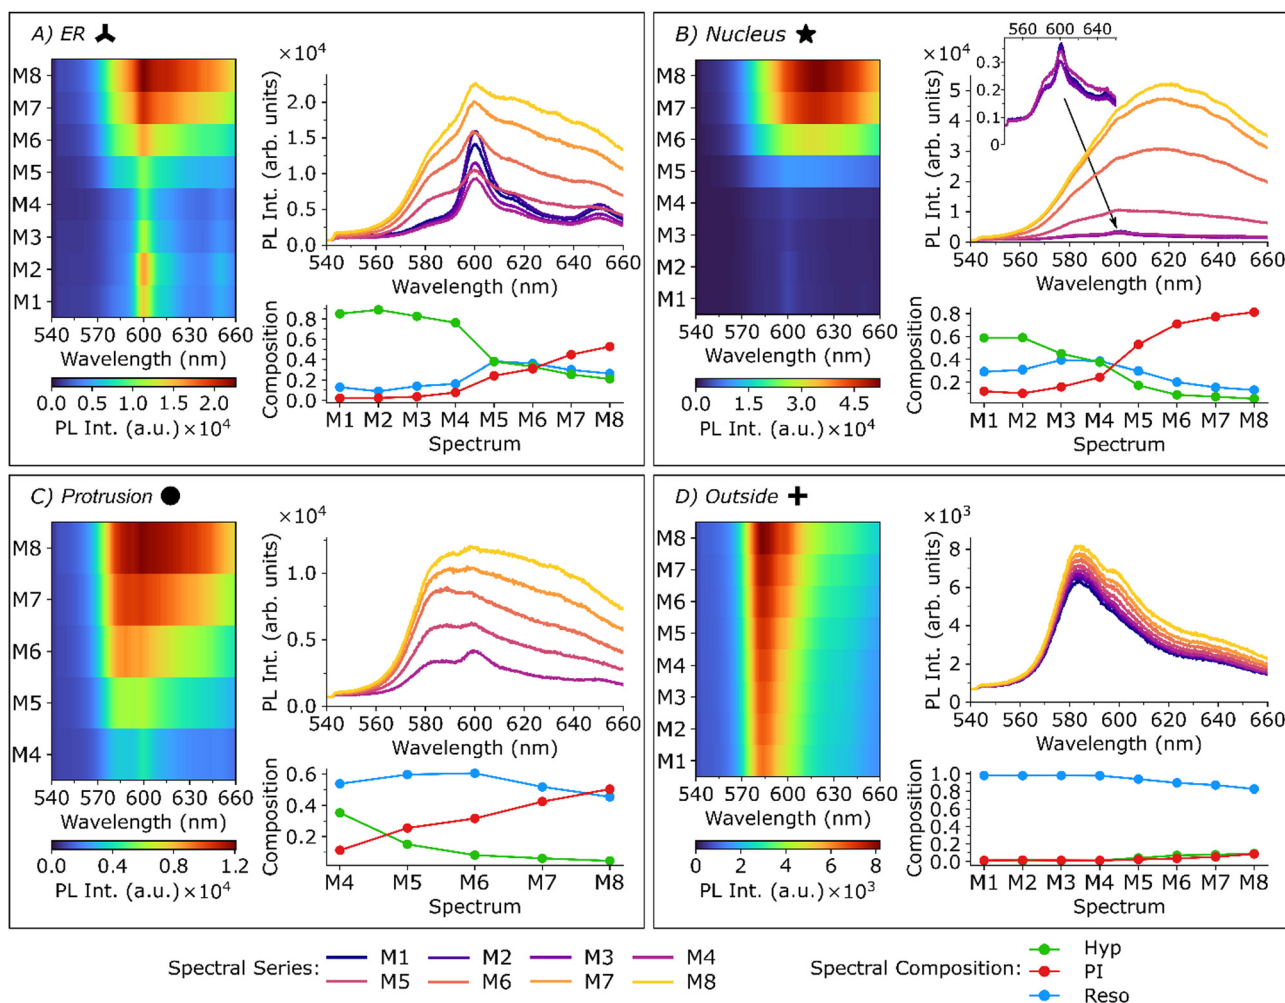 A) ER
×10⁴
PL Int. (arb. units)
2.0
1.5
1.0
0.5
0.0
540 560 580 600 620 640 660
Wavelength (nm)
M8
M7
M6
M5
M4
M3
M2
M1
540 570 600 630 660
Wavelength (nm)
0.0 0.5 1.0 1.5 2.0
PL Int. (a.u.) ×10⁴
Composition
0.8
0.6
0.4
0.2
0.0
M1 M2 M3 M4 M5 M6 M7 M8
Spectrum
B) Nucleus
560 600 640
0.3
0.2
0.1
0
×10⁴
PL Int. (arb. units)
5
4
3
2
1
0
540 560 580 600 620 640 660
Wavelength (nm)
M8
M7
M6
M5
M4
M3
M2
M1
540 570 600 630 660
Wavelength (nm)
0.0 1.5 3.0 4.5
PL Int. (a.u.) ×10⁴
Composition
0.8
0.6
0.4
0.2
M1 M2 M3 M4 M5 M6 M7 M8
Spectrum
C) Protrusion
×10⁴
PL Int. (arb. units)
1.0
0.5
0.0
540 560 580 600 620 640 660
Wavelength (nm)
M8
M7
M6
M5
M4
540 570 600 630 660
Wavelength (nm)
0.0 0.4 0.8 1.2
PL Int. (a.u.) ×10⁴
Composition
0.6
0.4
0.2
M4 M5 M6 M7 M8
Spectrum
D) Outside
×10³
PL Int. (arb. units)
8
6
4
2
0
540 560 580 600 620 640 660
Wavelength (nm)
M8
M7
M6
M5
M4
M3
M2
M1
540 570 600 630 660
Wavelength (nm)
0 2 4 6 8
PL Int. (a.u.) ×10³
Composition
1.0
0.8
0.6
0.4
0.2
0.0
M1 M2 M3 M4 M5 M6 M7 M8
Spectrum
Spectral Series: M1 M2 M3 M4
M5 M6 M7 M8
Spectral Composition: Hyp
PI
Reso